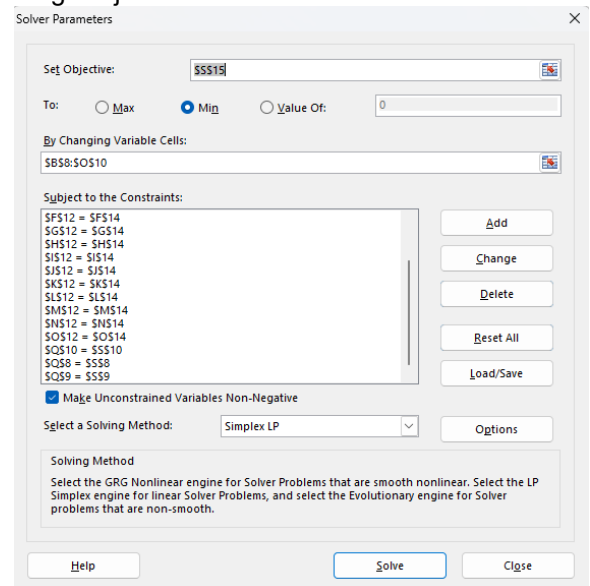 Solver Parameters
Set Objective: $S$15
To: Max Min Value Of: 0
By Changing Variable Cells:
$B$8:$O$10
Subject to the Constraints:
$F$12 = $F$14
$G$12 = $G$14
$H$12 = $H$14
$I$12 = $I$14
$J$12 = $J$14
$K$12 = $K$14
$L$12 = $L$14
$M$12 = $M$14
$N$12 = $N$14
$O$12 = $O$14
$Q$10 = $S$10
$Q$8 = $S$8
$Q$9 = $S$9
Add
Change
Delete
Reset All
Load/Save
Make Unconstrained Variables Non-Negative
Select a Solving Method: Simplex LP
Options
Solving Method
Select the GRG Nonlinear engine for Solver Problems that are smooth nonlinear. Select the LP
Simplex engine for linear Solver Problems, and select the Evolutionary engine for Solver
problems that are non-smooth.
Help
Solve
Close